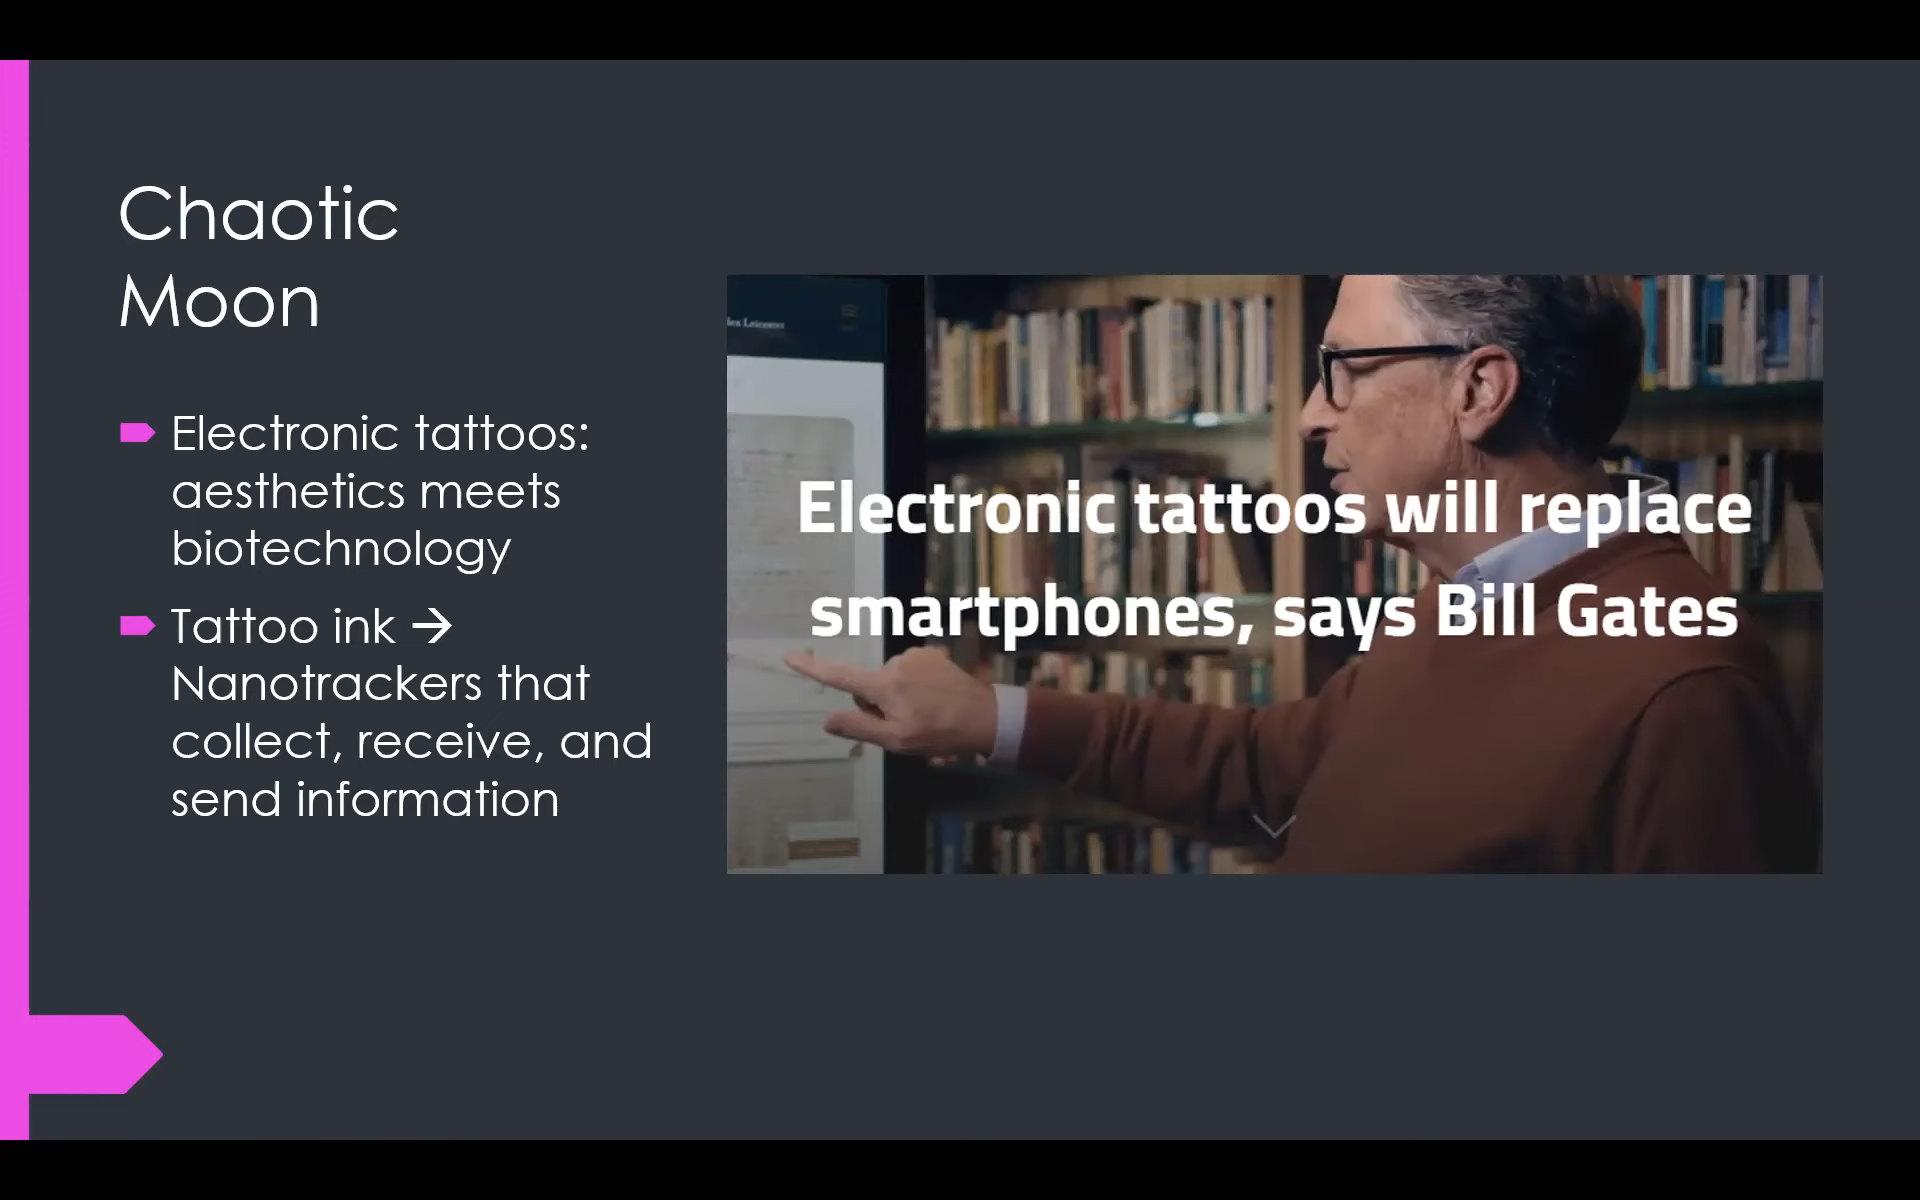 Chaotic
Moon
Electronic tattoos:
aesthetics meets
biotechnology
Tattoo ink →
Nanotrackers that
collect, receive, and
send information
Electronic tattoos will replace
smartphones, says Bill Gates